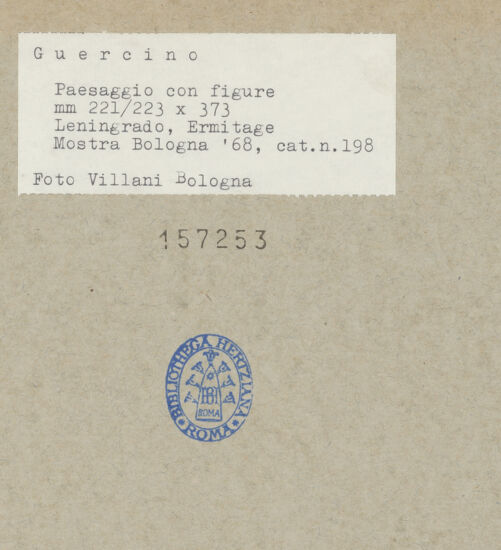 Guercino
Paesaggio con figure
mm 221/223 x 373
Leningrado, Ermitage
Mostra Bologna '68, cat.n.198
Foto Villani Bologna
157253
BIBLIOTHECA HERTZIANA
BH
ROMA
* ROMA *